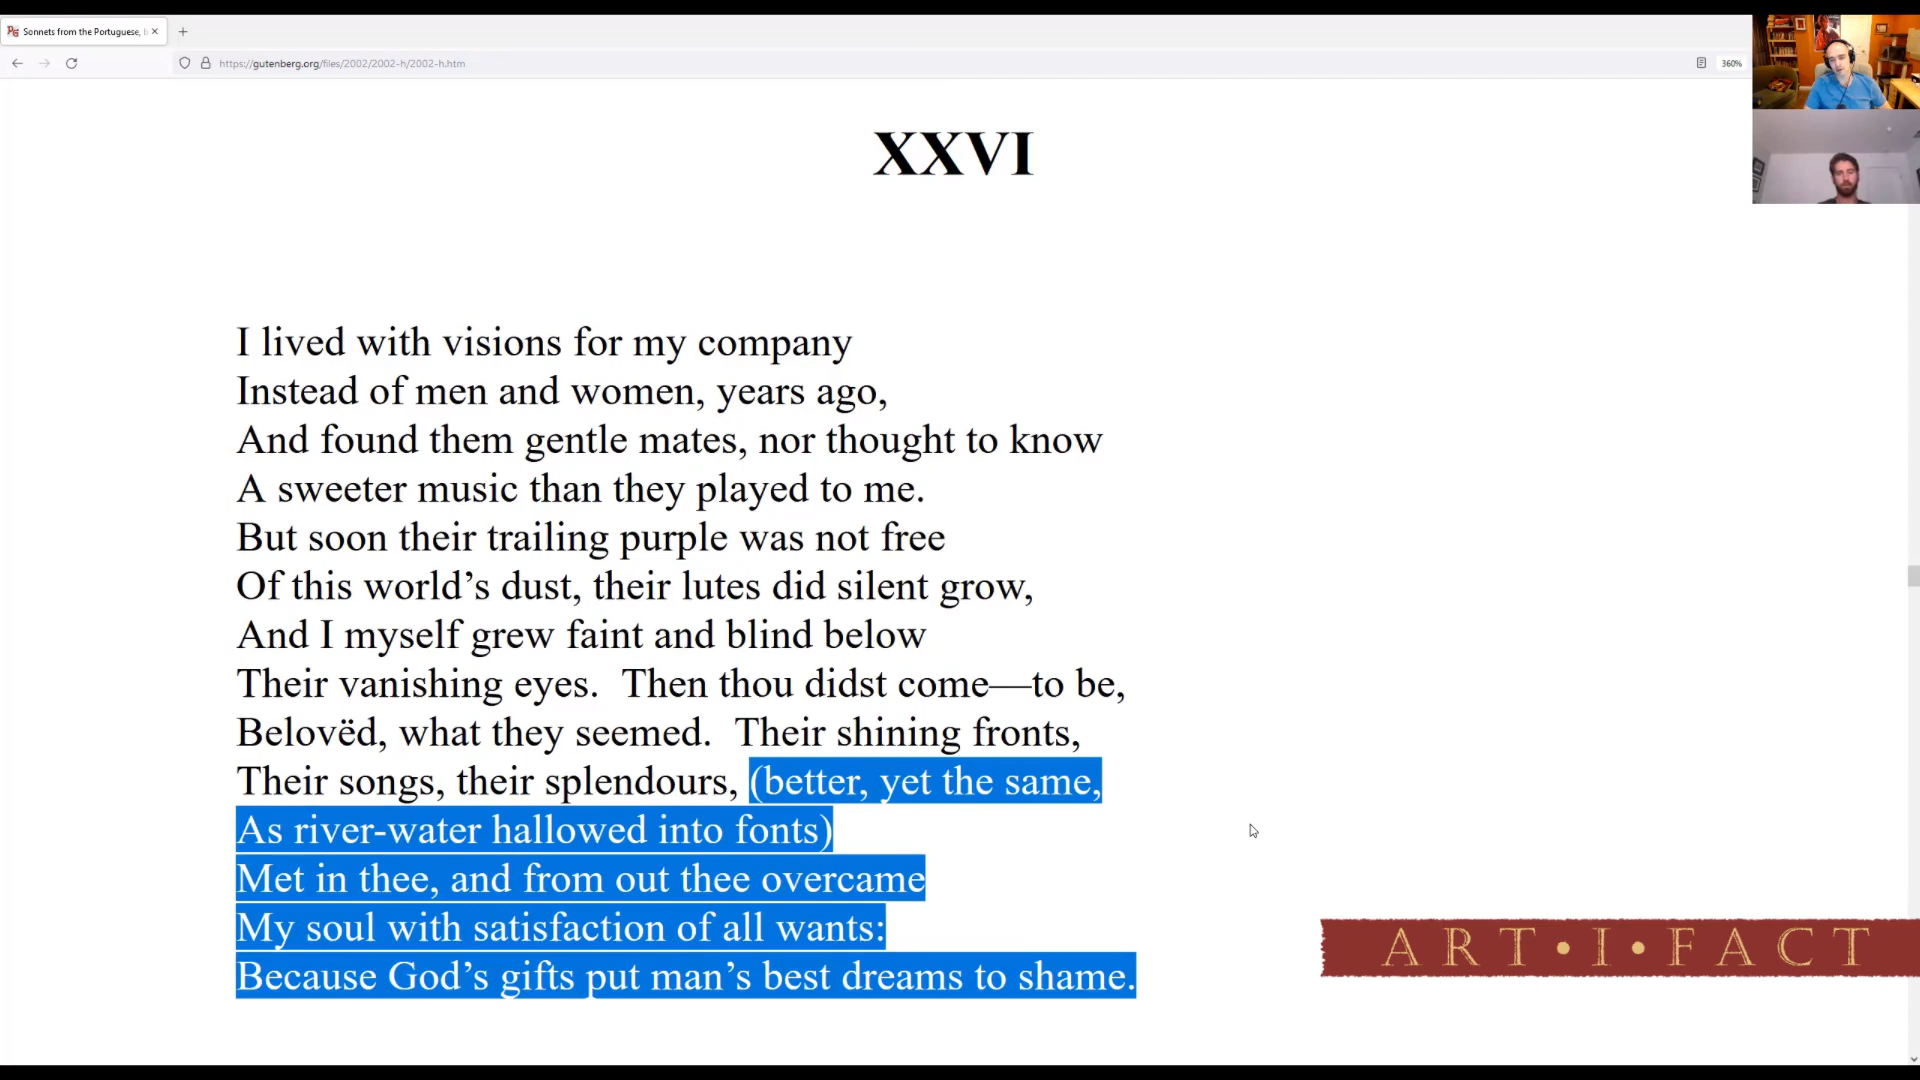 Sonnets from the Portuguese,
https://gutenberg.org/files/2002/2002-h/2002-h.htm
360%
XXVI
I lived with visions for my company
Instead of men and women, years ago,
And found them gentle mates, nor thought to know
A sweeter music than they played to me.
But soon their trailing purple was not free
Of this world’s dust, their lutes did silent grow,
And I myself grew faint and blind below
Their vanishing eyes.  Then thou didst come—to be,
Belovëd, what they seemed.  Their shining fronts,
Their songs, their splendours, (better, yet the same,
As river-water hallowed into fonts)
Met in thee, and from out thee overcame
My soul with satisfaction of all wants:
Because God’s gifts put man’s best dreams to shame.
ART•I•FACT